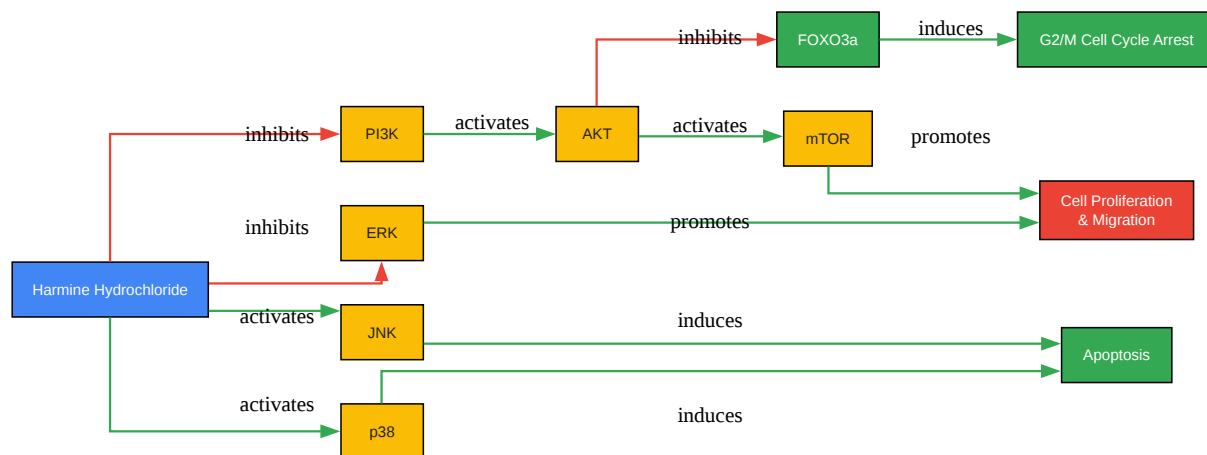 inhibits
FOXO3a
induces
G2/M Cell Cycle Arrest
inhibits
PI3K
activates
AKT
activates
mTOR
promotes
Cell Proliferation
& Migration
inhibits
ERK
promotes
Harmine Hydrochloride
activates
JNK
induces
Apoptosis
activates
p38
induces